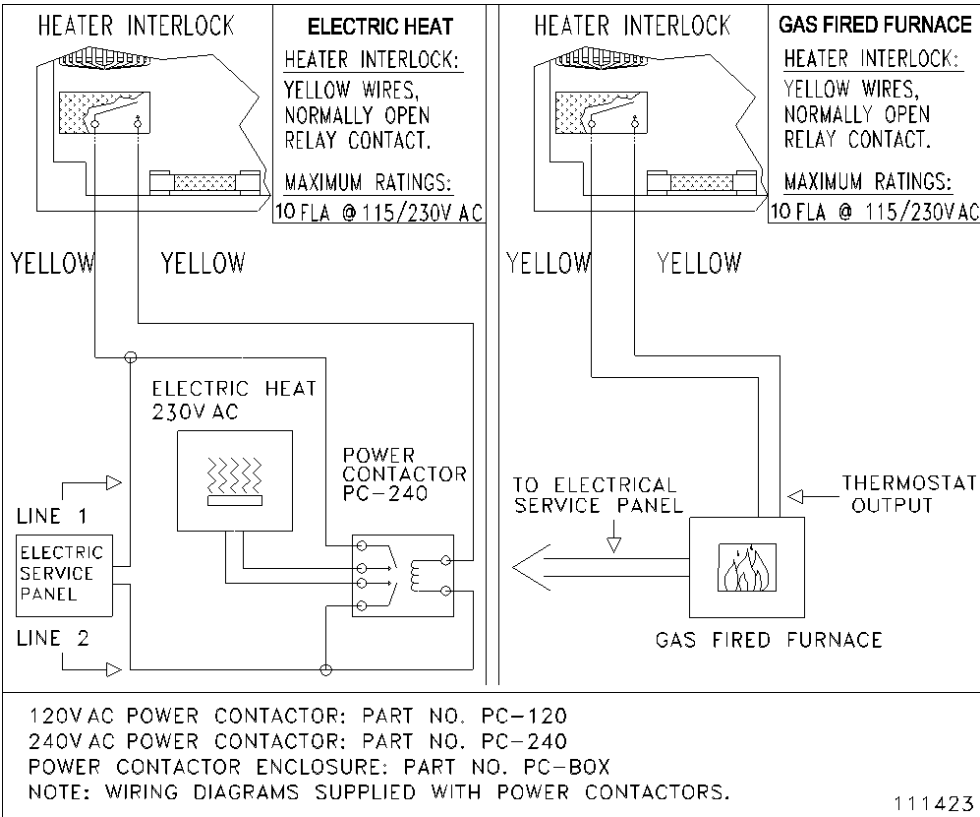 HEATER INTERLOCK
ELECTRIC HEAT
HEATER INTERLOCK:
YELLOW WIRES,
NORMALLY OPEN
RELAY CONTACT.
MAXIMUM RATINGS:
10 FLA @ 115/230V AC
YELLOW
YELLOW
ELECTRIC HEAT
230V AC
POWER
CONTACTOR
PC-240
LINE 1
ELECTRIC
SERVICE
PANEL
LINE 2
HEATER INTERLOCK
GAS FIRED FURNACE
HEATER INTERLOCK:
YELLOW WIRES,
NORMALLY OPEN
RELAY CONTACT.
MAXIMUM RATINGS:
10 FLA @ 115/230V AC
YELLOW
YELLOW
TO ELECTRICAL
SERVICE PANEL
THERMOSTAT
OUTPUT
GAS FIRED FURNACE
120V AC POWER CONTACTOR: PART NO. PC-120
240V AC POWER CONTACTOR: PART NO. PC-240
POWER CONTACTOR ENCLOSURE: PART NO. PC-BOX
NOTE: WIRING DIAGRAMS SUPPLIED WITH POWER CONTACTORS.
111423